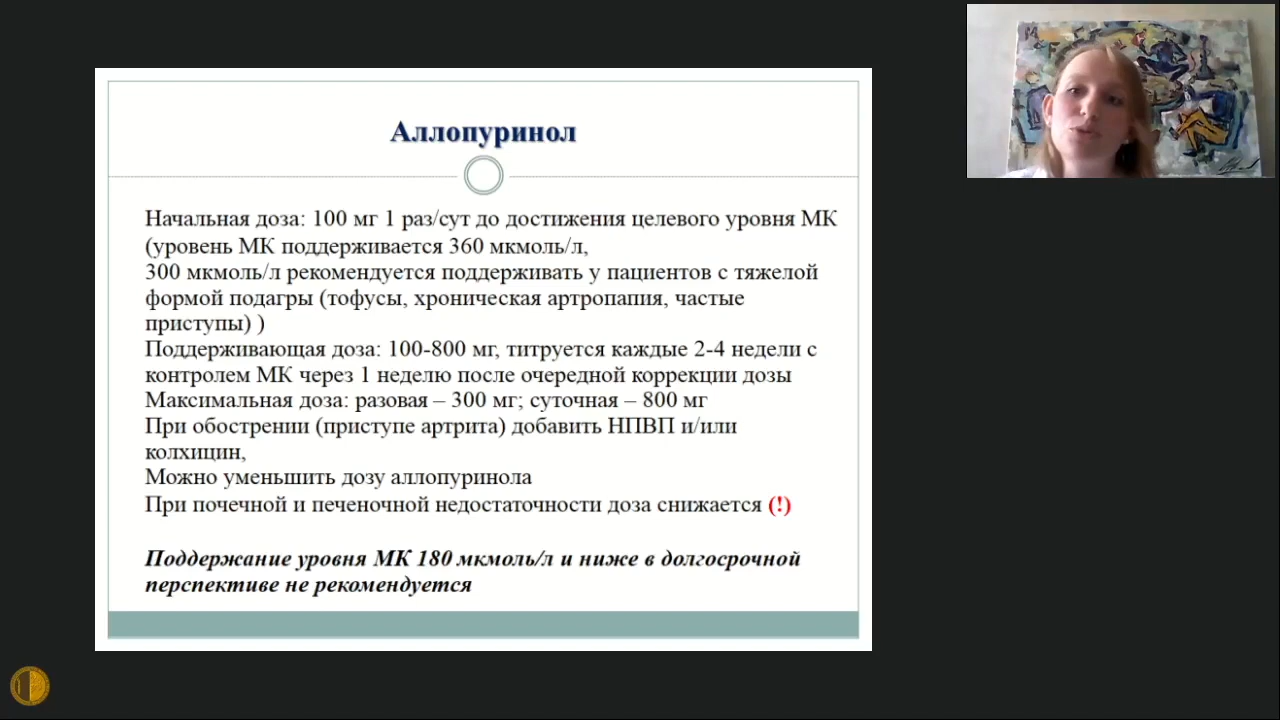 Аллопуринол
Начальная доза: 100 мг 1 раз/сут до достижения целевого уровня МК
(уровень МК поддерживается 360 мкмоль/л,
300 мкмоль/л рекомендуется поддерживать у пациентов с тяжелой
формой подагры (тофусы, хроническая артропапия, частые
приступы) )
Поддерживающая доза: 100-800 мг, титруется каждые 2-4 недели с
контролем МК через 1 неделю после очередной коррекции дозы
Максимальная доза: разовая – 300 мг; суточная – 800 мг
При обострении (приступе артрита) добавить НПВП и/или
колхицин,
Можно уменьшить дозу аллопуринола
При почечной и печеночной недостаточности доза снижается (!)
Поддержание уровня МК 180 мкмоль/л и ниже в долгосрочной
перспективе не рекомендуется